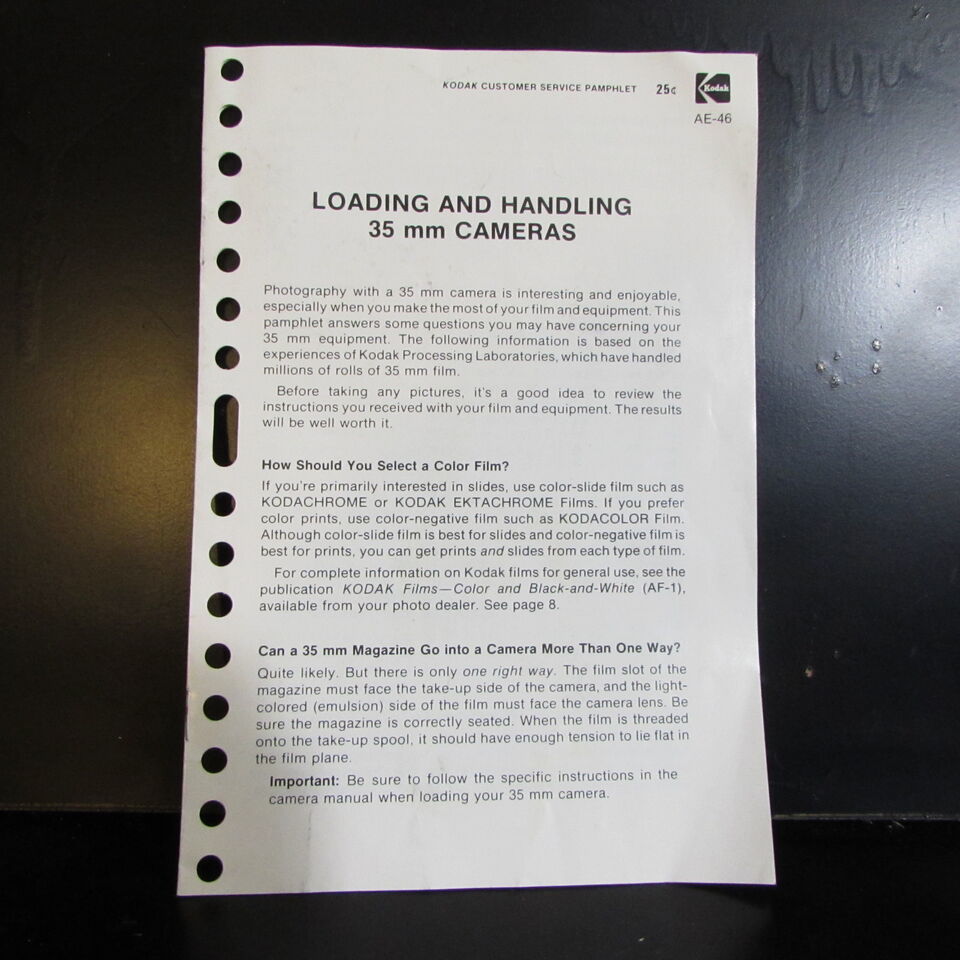 KODAK CUSTOMER SERVICE PAMPHLET 25¢ Kodak
AE-46
LOADING AND HANDLING
35 mm CAMERAS
Photography with a 35 mm camera is interesting and enjoyable,
especially when you make the most of your film and equipment. This
pamphlet answers some questions you may have concerning your
35 mm equipment. The following information is based on the
experiences of Kodak Processing Laboratories, which have handled
millions of rolls of 35 mm film.
Before taking any pictures, it's a good idea to review the
instructions you received with your film and equipment. The results
will be well worth it.
How Should You Select a Color Film?
If you're primarily interested in slides, use color-slide film such as
KODACHROME or KODAK EKTACHROME Films. If you prefer
color prints, use color-negative film such as KODACOLOR Film.
Although color-slide film is best for slides and color-negative film is
best for prints, you can get prints and slides from each type of film.
For complete information on Kodak films for general use, see the
publication KODAK Films—Color and Black-and-White (AF-1),
available from your photo dealer. See page 8.
Can a 35 mm Magazine Go into a Camera More Than One Way?
Quite likely. But there is only one right way. The film slot of the
magazine must face the take-up side of the camera, and the light-
colored (emulsion) side of the film must face the camera lens. Be
sure the magazine is correctly seated. When the film is threaded
onto the take-up spool, it should have enough tension to lie flat in
the film plane.
Important: Be sure to follow the specific instructions in the
camera manual when loading your 35 mm camera.